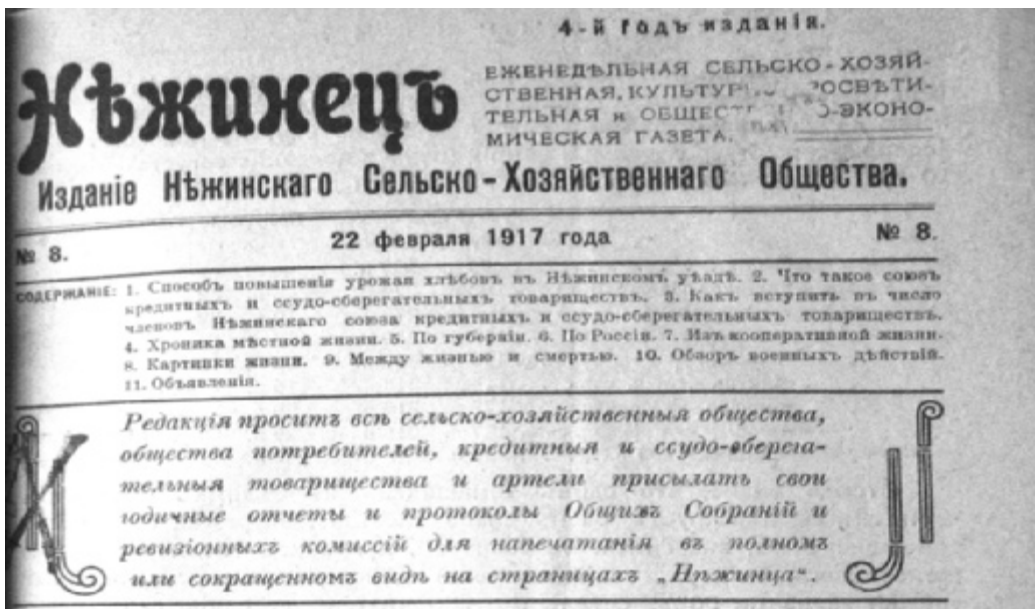 4-й годъ изданія.
Нѣжинецъ
ЕЖЕНЕДѢЛЬНАЯ СЕЛЬСКО-ХОЗЯЙ-
СТВЕННАЯ, КУЛЬТУРНО
ТЕЛЬНАЯ и ОБЩЕСТ О-ЭКОНО-
МИЧЕСКАЯ ГАЗЕТА.
Изданіе Нѣжинскаго Сельско-Хозяйственнаго Общества.
№ 8. 22 февраля 1917 года № 8.
СОДЕРЖАНІЕ: 1. Способъ повышенія урожая хлѣбовъ въ Нѣжинскомъ уѣздѣ. 2. Что такое союзъ
кредитныхъ и ссудо-сберегательныхъ товариществъ. 3. Какъ вступить въ число
членовъ Нѣжинскаго союза кредитныхъ и ссудо-сберегательныхъ товариществъ.
4. Хроника мѣстной жизни. 5. По губерніи. 6. По Россіи. 7. Изъ кооперативной жизни.
8. Картинки жизни. 9. Между жизнью и смертью. 10. Обзоръ военныхъ дѣйствій.
11. Объявленія.
Редакція проситъ всѣ сельско-хозяйственныя общества,
общества потребителей, кредитныя и ссудо-сберега-
тельныя товарищества и артели присылать свои
годичные отчеты и протоколы Общихъ Собраній и
ревизіонныхъ комиссій для напечатанія въ полномъ
или сокращенномъ видѣ на страницахъ „Нѣжинца“.